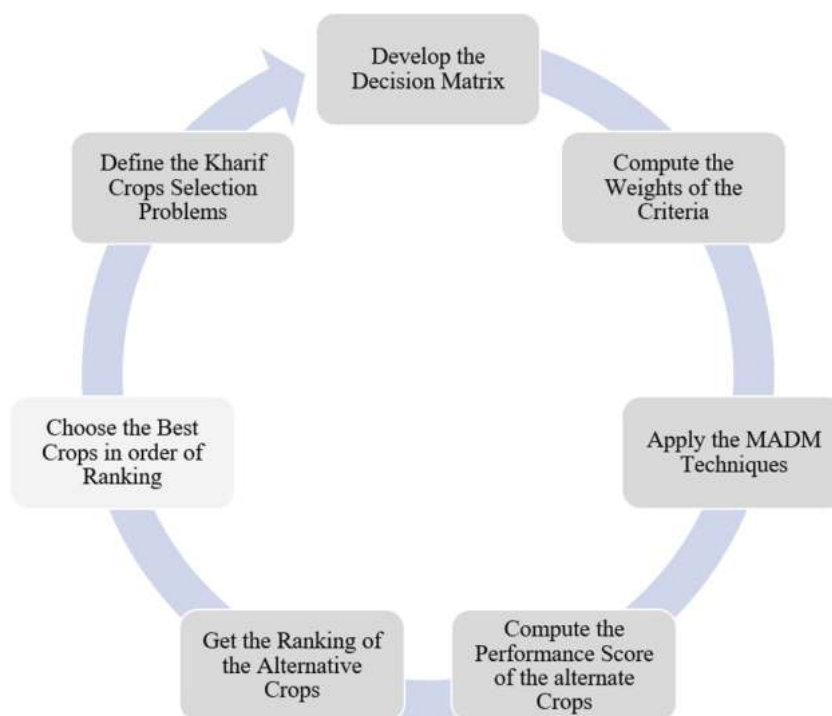 Develop the
Decision Matrix
Compute the
Weights of the
Criteria
Apply the MADM
Techniques
Compute the
Performance Score
of the alternate
Crops
Get the Ranking of
the Alternative
Crops
Choose the Best
Crops in order of
Ranking
Define the Kharif
Crops Selection
Problems